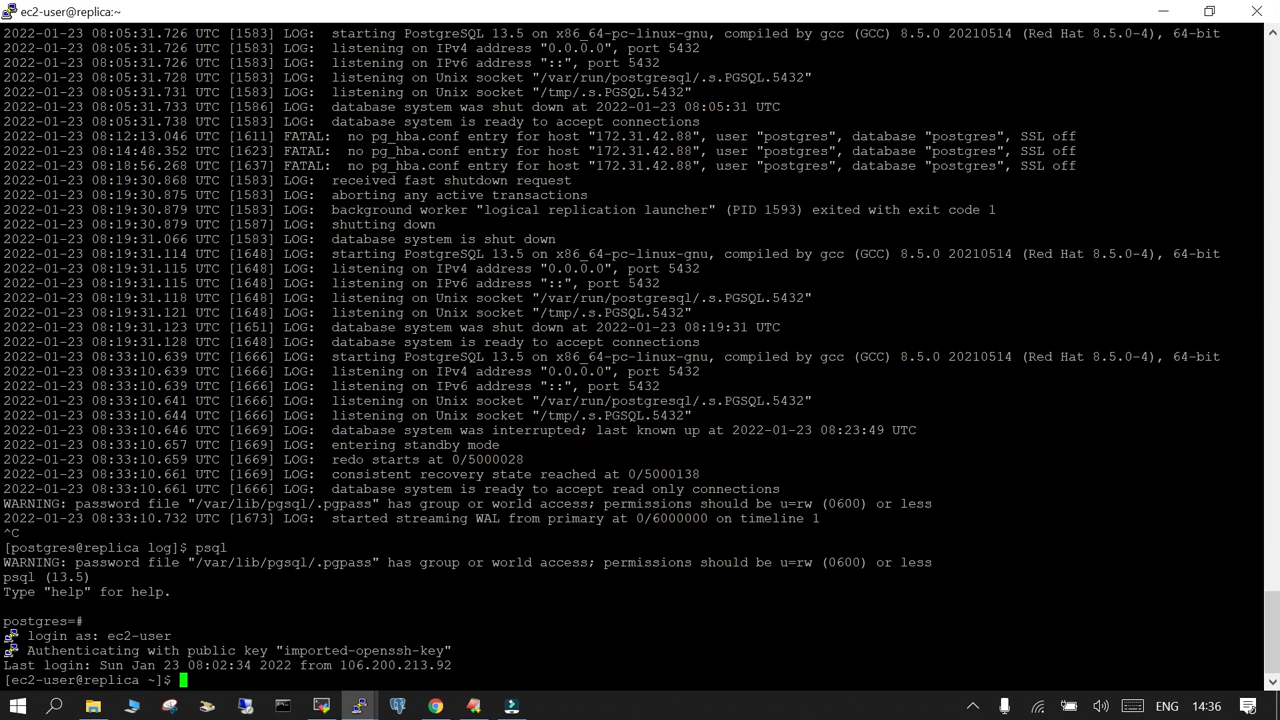 ec2-user@replica:~
2022-01-23 08:05:31.726 UTC [1583] LOG:  starting PostgreSQL 13.5 on x86_64-pc-linux-gnu, compiled by gcc (GCC) 8.5.0 20210514 (Red Hat 8.5.0-4), 64-bit
2022-01-23 08:05:31.726 UTC [1583] LOG:  listening on IPv4 address "0.0.0.0", port 5432
2022-01-23 08:05:31.726 UTC [1583] LOG:  listening on IPv6 address "::", port 5432
2022-01-23 08:05:31.728 UTC [1583] LOG:  listening on Unix socket "/var/run/postgresql/.s.PGSQL.5432"
2022-01-23 08:05:31.731 UTC [1583] LOG:  listening on Unix socket "/tmp/.s.PGSQL.5432"
2022-01-23 08:05:31.733 UTC [1586] LOG:  database system was shut down at 2022-01-23 08:05:31 UTC
2022-01-23 08:05:31.738 UTC [1583] LOG:  database system is ready to accept connections
2022-01-23 08:12:13.046 UTC [1611] FATAL:  no pg_hba.conf entry for host "172.31.42.88", user "postgres", database "postgres", SSL off
2022-01-23 08:14:48.352 UTC [1623] FATAL:  no pg_hba.conf entry for host "172.31.42.88", user "postgres", database "postgres", SSL off
2022-01-23 08:18:56.268 UTC [1637] FATAL:  no pg_hba.conf entry for host "172.31.42.88", user "postgres", database "postgres", SSL off
2022-01-23 08:19:30.868 UTC [1583] LOG:  received fast shutdown request
2022-01-23 08:19:30.875 UTC [1583] LOG:  aborting any active transactions
2022-01-23 08:19:30.879 UTC [1583] LOG:  background worker "logical replication launcher" (PID 1593) exited with exit code 1
2022-01-23 08:19:30.879 UTC [1587] LOG:  shutting down
2022-01-23 08:19:31.066 UTC [1583] LOG:  database system is shut down
2022-01-23 08:19:31.114 UTC [1648] LOG:  starting PostgreSQL 13.5 on x86_64-pc-linux-gnu, compiled by gcc (GCC) 8.5.0 20210514 (Red Hat 8.5.0-4), 64-bit
2022-01-23 08:19:31.115 UTC [1648] LOG:  listening on IPv4 address "0.0.0.0", port 5432
2022-01-23 08:19:31.115 UTC [1648] LOG:  listening on IPv6 address "::", port 5432
2022-01-23 08:19:31.118 UTC [1648] LOG:  listening on Unix socket "/var/run/postgresql/.s.PGSQL.5432"
2022-01-23 08:19:31.121 UTC [1648] LOG:  listening on Unix socket "/tmp/.s.PGSQL.5432"
2022-01-23 08:19:31.123 UTC [1651] LOG:  database system was shut down at 2022-01-23 08:19:31 UTC
2022-01-23 08:19:31.128 UTC [1648] LOG:  database system is ready to accept connections
2022-01-23 08:33:10.639 UTC [1666] LOG:  starting PostgreSQL 13.5 on x86_64-pc-linux-gnu, compiled by gcc (GCC) 8.5.0 20210514 (Red Hat 8.5.0-4), 64-bit
2022-01-23 08:33:10.639 UTC [1666] LOG:  listening on IPv4 address "0.0.0.0", port 5432
2022-01-23 08:33:10.639 UTC [1666] LOG:  listening on IPv6 address "::", port 5432
2022-01-23 08:33:10.641 UTC [1666] LOG:  listening on Unix socket "/var/run/postgresql/.s.PGSQL.5432"
2022-01-23 08:33:10.644 UTC [1666] LOG:  listening on Unix socket "/tmp/.s.PGSQL.5432"
2022-01-23 08:33:10.646 UTC [1669] LOG:  database system was interrupted; last known up at 2022-01-23 08:23:49 UTC
2022-01-23 08:33:10.657 UTC [1669] LOG:  entering standby mode
2022-01-23 08:33:10.659 UTC [1669] LOG:  redo starts at 0/5000028
2022-01-23 08:33:10.661 UTC [1669] LOG:  consistent recovery state reached at 0/5000138
2022-01-23 08:33:10.661 UTC [1666] LOG:  database system is ready to accept read only connections
WARNING: password file "/var/lib/pgsql/.pgpass" has group or world access; permissions should be u=rw (0600) or less
2022-01-23 08:33:10.732 UTC [1673] LOG:  started streaming WAL from primary at 0/6000000 on timeline 1
^C
[postgres@replica log]$ psql
WARNING: password file "/var/lib/pgsql/.pgpass" has group or world access; permissions should be u=rw (0600) or less
psql (13.5)
Type "help" for help.
postgres=#
login as: ec2-user
Authenticating with public key "imported-openssh-key"
Last login: Sun Jan 23 08:02:34 2022 from 106.200.213.92
[ec2-user@replica ~]$
ENG
14:36